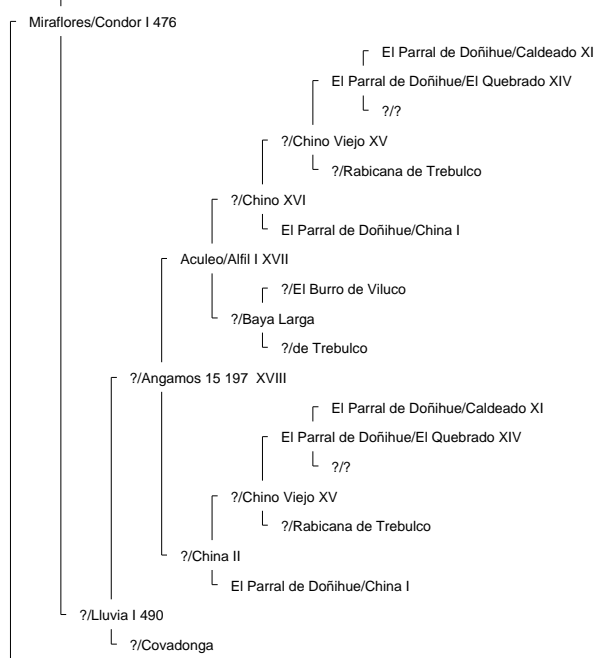 Miraflores/Condor I 476
El Parral de Doñihue/Caldeado XI
El Parral de Doñihue/El Quebrado XIV
?/?
?/Chino Viejo XV
?/Rabicana de Trebulco
?/Chino XVI
El Parral de Doñihue/China I
Aculeo/Alfil I XVII
?/El Burro de Viluco
?/Baya Larga
?/de Trebulco
?/Angamos 15 197  XVIII
El Parral de Doñihue/Caldeado XI
El Parral de Doñihue/El Quebrado XIV
?/?
?/Chino Viejo XV
?/Rabicana de Trebulco
?/China II
El Parral de Doñihue/China I
?/Lluvia I 490
?/Covadonga